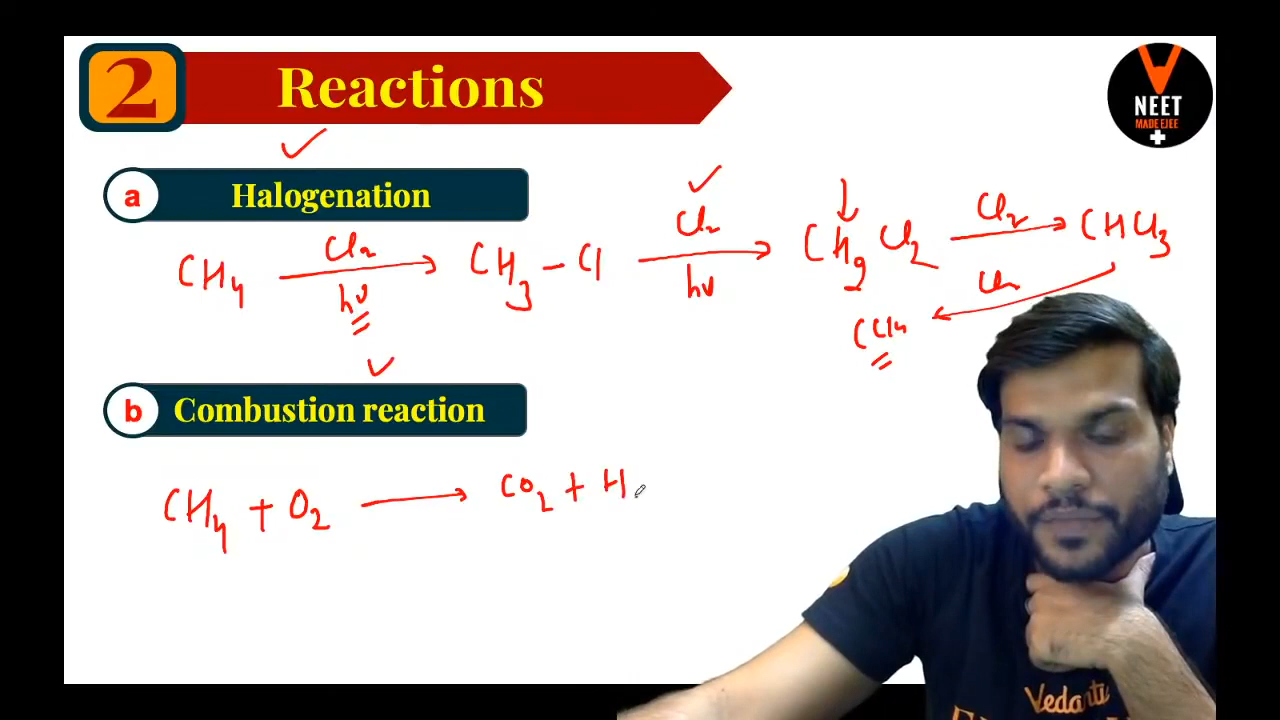 2 Reactions
NEET
MADE EJEE
a Halogenation
CH4 Cl2 hν CH3-Cl Cl2 hν CH2Cl2 Cl2 CHCl3
Cl2
CCl4
b Combustion reaction
CH4 + O2 → CO2 + H
Vedantu